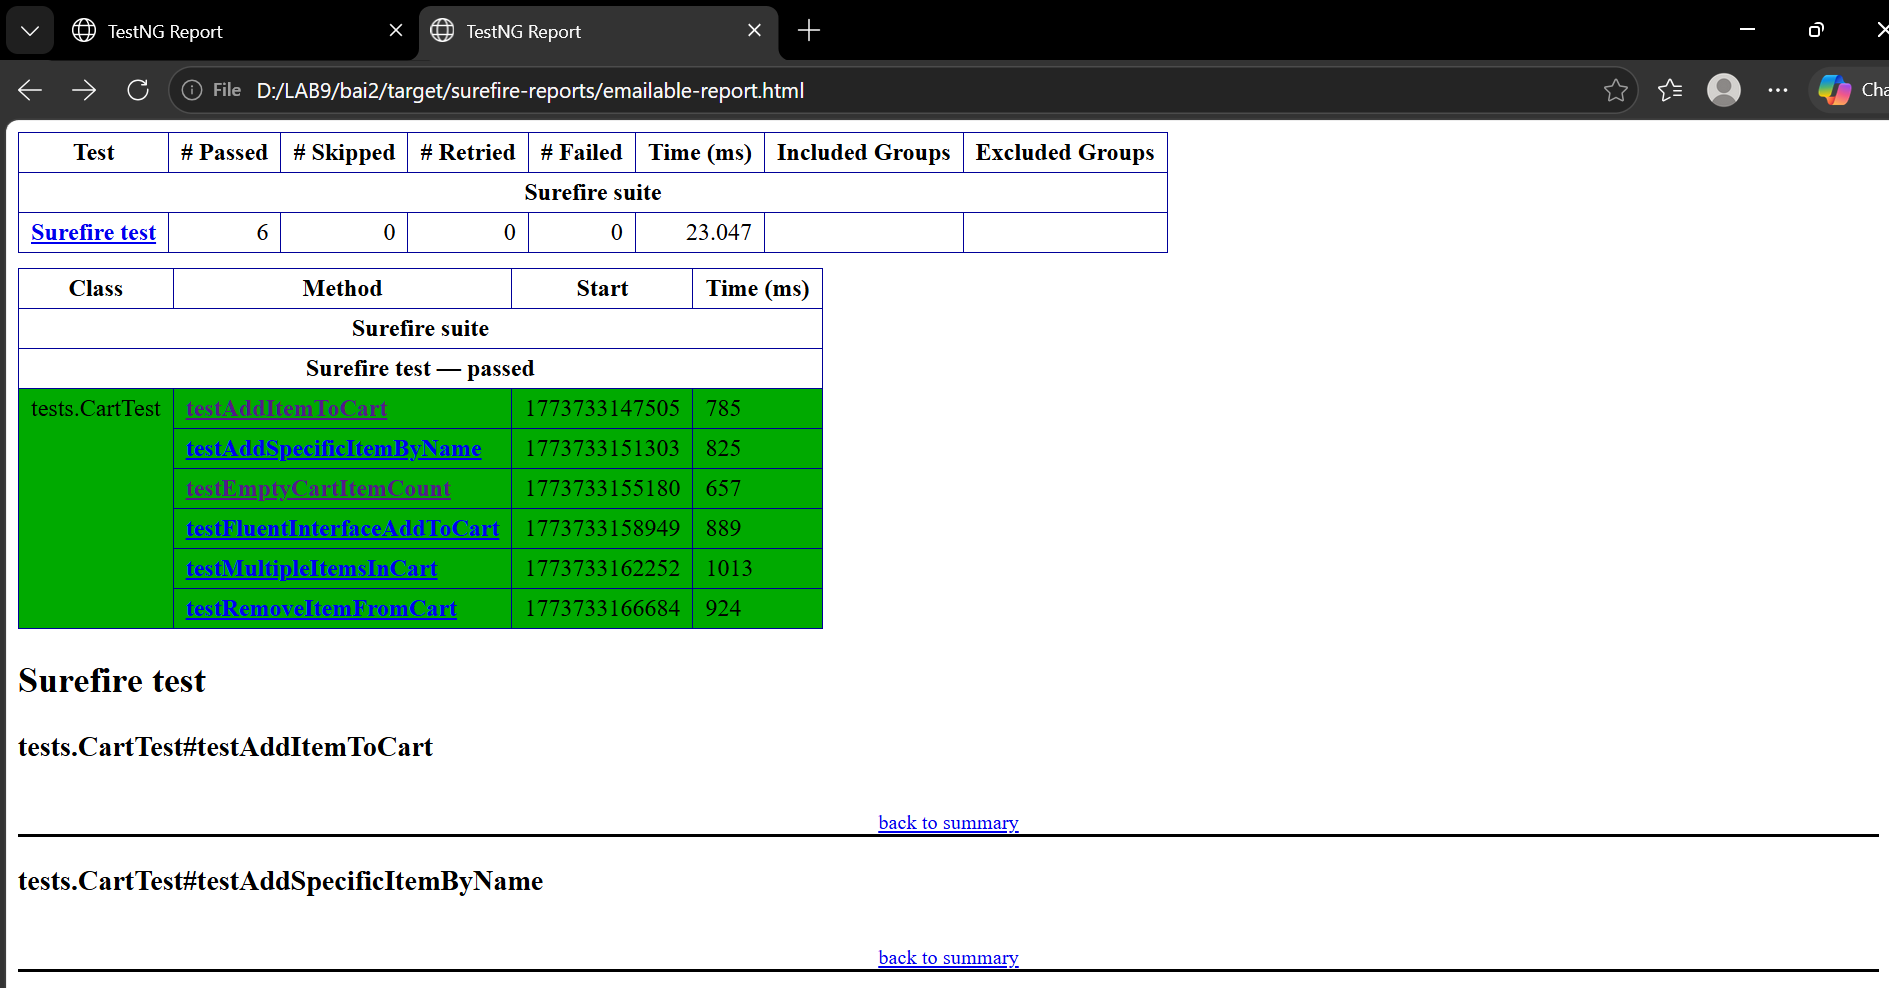 TestNG Report
TestNG Report
File D:/LAB9/bai2/target/surefire-reports/emailable-report.html
Test # Passed # Skipped # Retried # Failed Time (ms) Included Groups Excluded Groups
Surefire suite
Surefire test 6 0 0 0 23.047
Class Method Start Time (ms)
Surefire suite
Surefire test — passed
tests.CartTest testAddItemToCart 1773733147505 785
testAddSpecificItemByName 1773733151303 825
testEmptyCartItemCount 1773733155180 657
testFluentInterfaceAddToCart 1773733158949 889
testMultipleItemsInCart 1773733162252 1013
testRemoveItemFromCart 1773733166684 924
Surefire test
tests.CartTest#testAddItemToCart
back to summary
tests.CartTest#testAddSpecificItemByName
back to summary